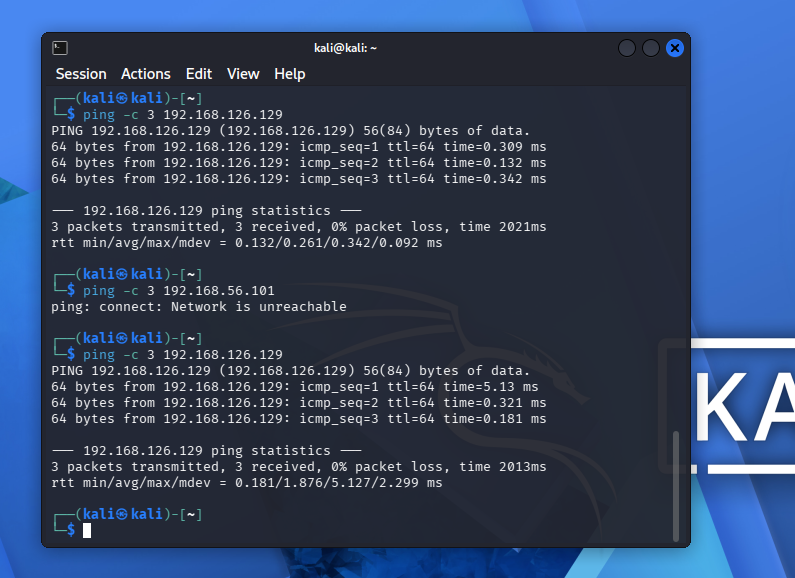 kali@kali: ~
Session Actions Edit View Help
┌──(kali㉿kali)-[~]
└─$ ping -c 3 192.168.126.129
PING 192.168.126.129 (192.168.126.129) 56(84) bytes of data.
64 bytes from 192.168.126.129: icmp_seq=1 ttl=64 time=0.309 ms
64 bytes from 192.168.126.129: icmp_seq=2 ttl=64 time=0.132 ms
64 bytes from 192.168.126.129: icmp_seq=3 ttl=64 time=0.342 ms
--- 192.168.126.129 ping statistics ---
3 packets transmitted, 3 received, 0% packet loss, time 2021ms
rtt min/avg/max/mdev = 0.132/0.261/0.342/0.092 ms
┌──(kali㉿kali)-[~]
└─$ ping -c 3 192.168.56.101
ping: connect: Network is unreachable
┌──(kali㉿kali)-[~]
└─$ ping -c 3 192.168.126.129
PING 192.168.126.129 (192.168.126.129) 56(84) bytes of data.
64 bytes from 192.168.126.129: icmp_seq=1 ttl=64 time=5.13 ms
64 bytes from 192.168.126.129: icmp_seq=2 ttl=64 time=0.321 ms
64 bytes from 192.168.126.129: icmp_seq=3 ttl=64 time=0.181 ms
--- 192.168.126.129 ping statistics ---
3 packets transmitted, 3 received, 0% packet loss, time 2013ms
rtt min/avg/max/mdev = 0.181/1.876/5.127/2.299 ms
┌──(kali㉿kali)-[~]
└─$
KA